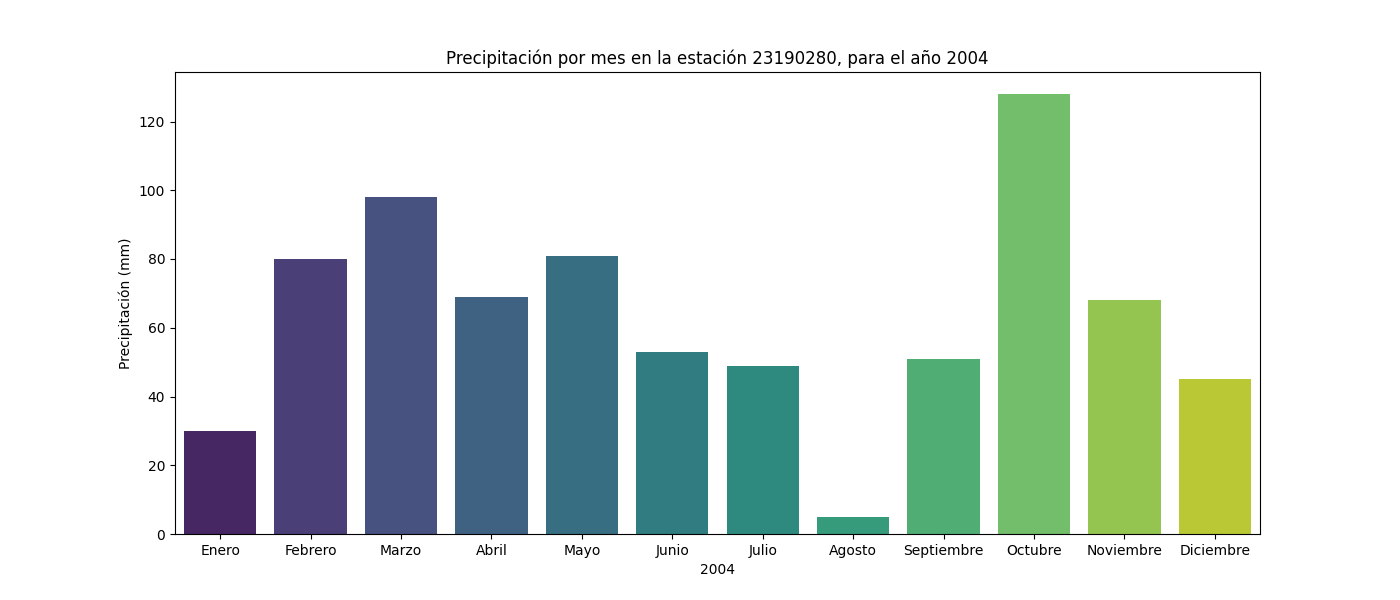 Precipitación por mes en la estación 23190280, para el año 2004
Precipitación (mm)
120
100
80
60
40
20
0
Enero Febrero Marzo Abril Mayo Junio Julio Agosto Septiembre Octubre Noviembre Diciembre
2004